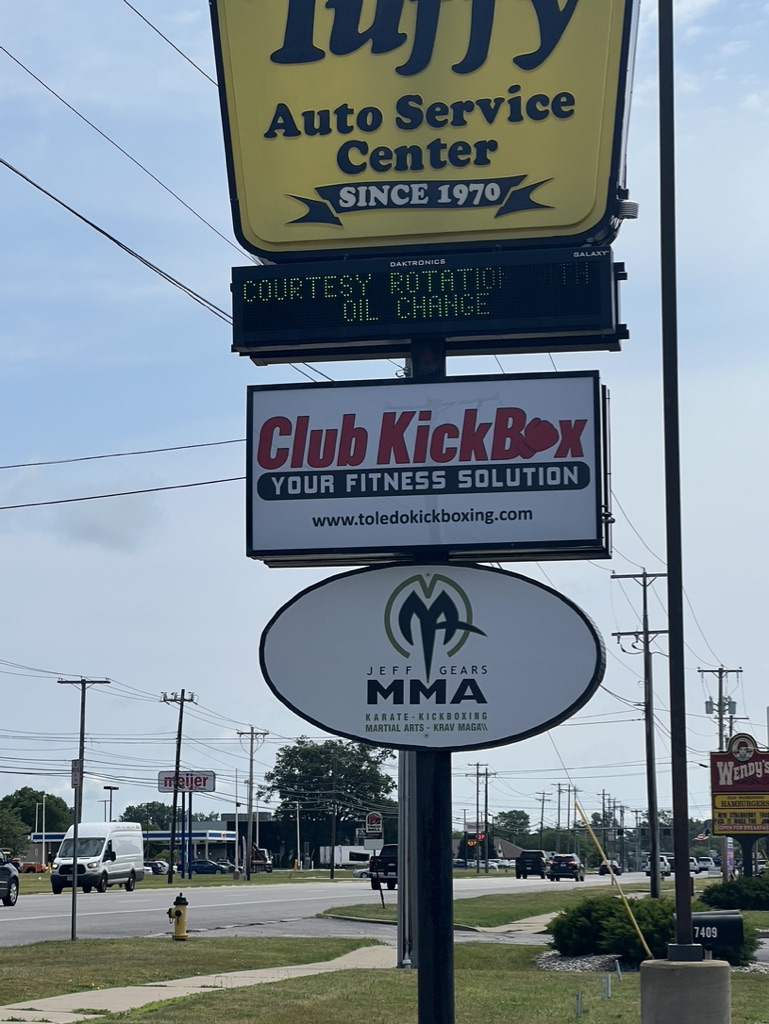 Tuffy
Auto Service
Center
SINCE 1970
DAKTRONICS
GALAXY
COURTESY ROTATION
OIL CHANGE
Club KickBox
YOUR FITNESS SOLUTION
www.toledokickboxing.com
JEFF GEARS
MMA
KARATE - KICKBOXING
MARTIAL ARTS - KRAV MAGA
meijer
WENDY'S
HAMBURGERS
7409